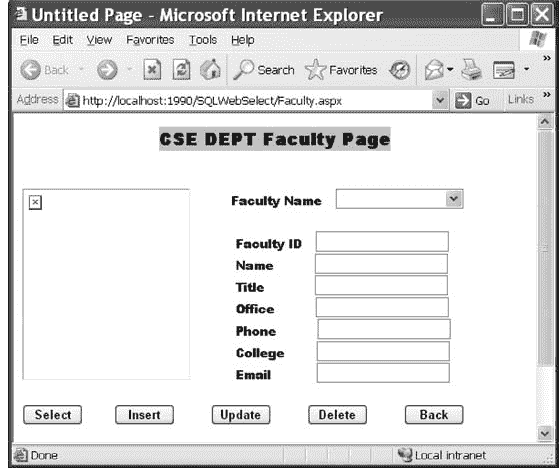 Untitled Page - Microsoft Internet Explorer
File Edit View Favorites Tools Help
Back Search Favorites »
Address http://localhost:1990/SQLWebSelect/Faculty.aspx Go Links »
CSE DEPT Faculty Page
Faculty Name
Faculty ID
Name
Title
Office
Phone
College
Email
Select Insert Update Delete Back
Done Local intranet